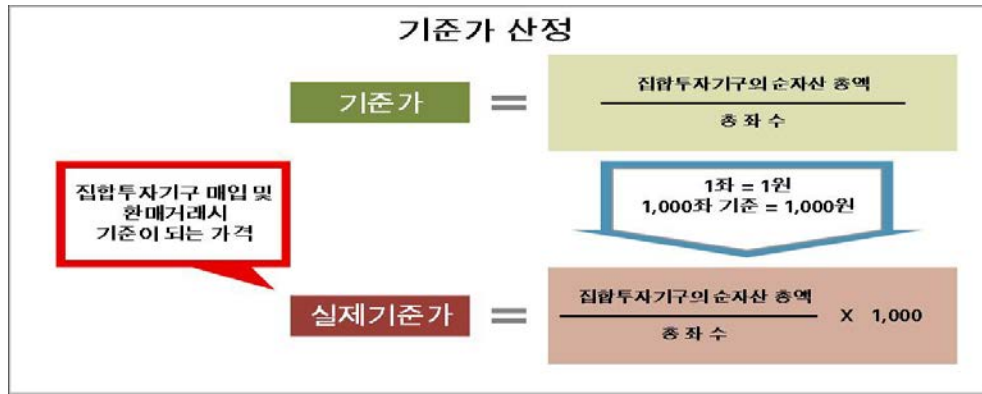 기준가 산정
기준가
=
집합투자기구의 순자산 총액
총 좌 수
집합투자기구 매입 및
환매거래시
기준이 되는 가격
1좌 = 1원
1,000좌 기준 = 1,000원
실제기준가
=
집합투자기구의 순자산 총액
총 좌 수
X 1,000